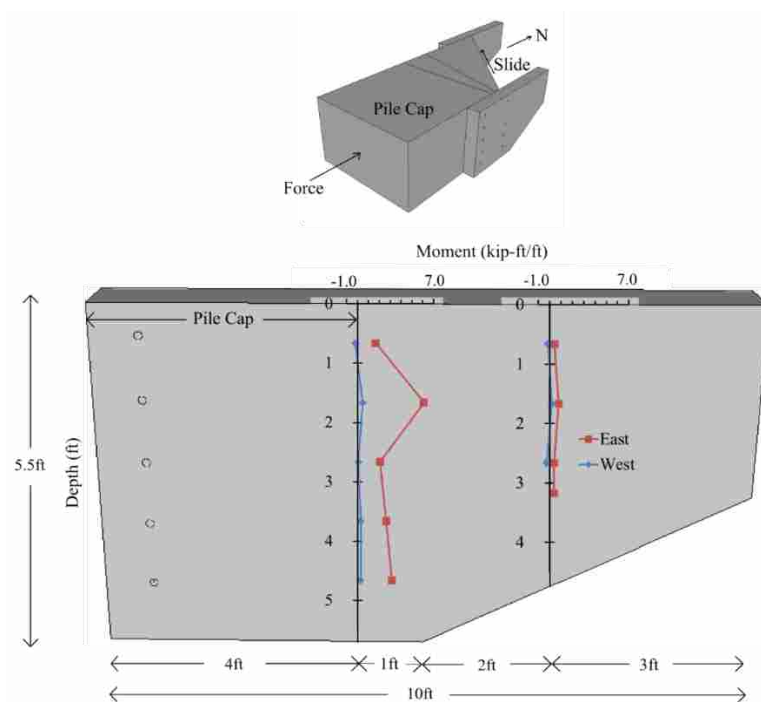 N
Slide
Pile Cap
Force
Moment (kip-ft/ft)
-1.0 7.0 -1.0 7.0
0 0
Pile Cap
1 1
2 2
East
5.5ft
Depth (ft)
West
3 3
4 4
5
4ft 1ft 2ft 3ft
10ft